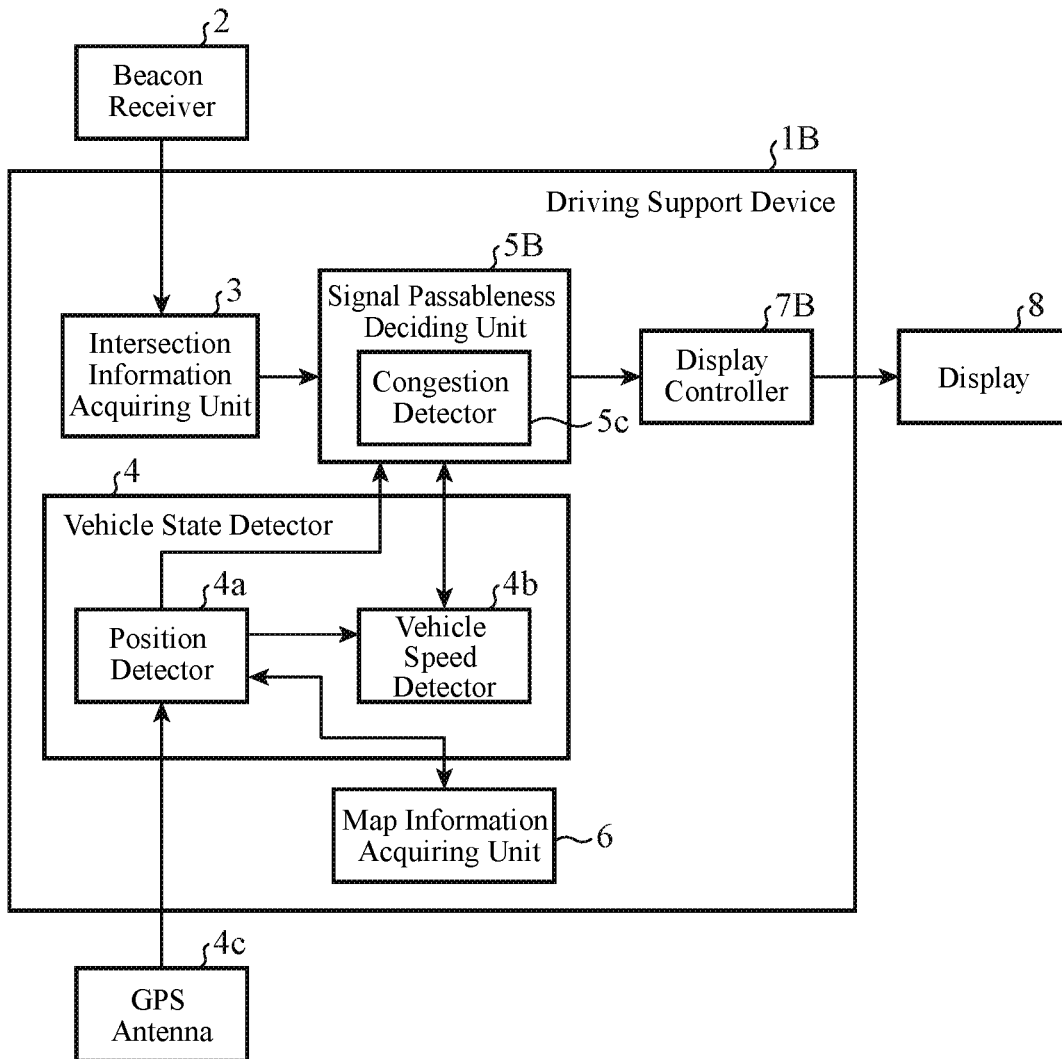 2
Beacon
Receiver
1B
Driving Support Device
5B
Signal Passableness
Deciding Unit
3
Intersection
Information
Acquiring Unit
Congestion
Detector
5c
7B
Display
Controller
8
Display
4
Vehicle State Detector
4a
Position
Detector
4b
Vehicle
Speed
Detector
Map Information
Acquiring Unit
6
4c
GPS
Antenna